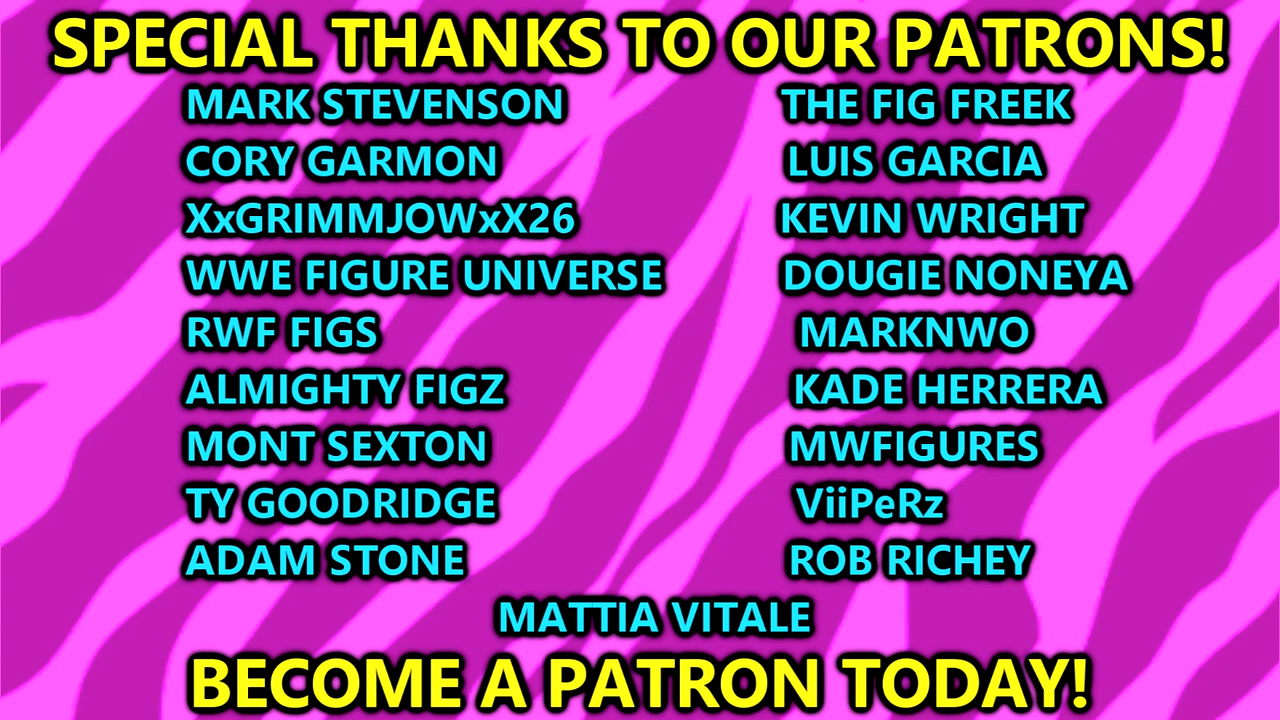 SPECIAL THANKS TO OUR PATRONS!
MARK STEVENSON
CORY GARMON
XxGRIMMJOWxX26
WWE FIGURE UNIVERSE
RWF FIGS
ALMIGHTY FIGZ
MONT SEXTON
TY GOODRIDGE
ADAM STONE
THE FIG FREEK
LUIS GARCIA
KEVIN WRIGHT
DOUGIE NONEYA
MARKNWO
KADE HERRERA
MWFIGURES
ViiPeRz
ROB RICHEY
MATTIA VITALE
BECOME A PATRON TODAY!